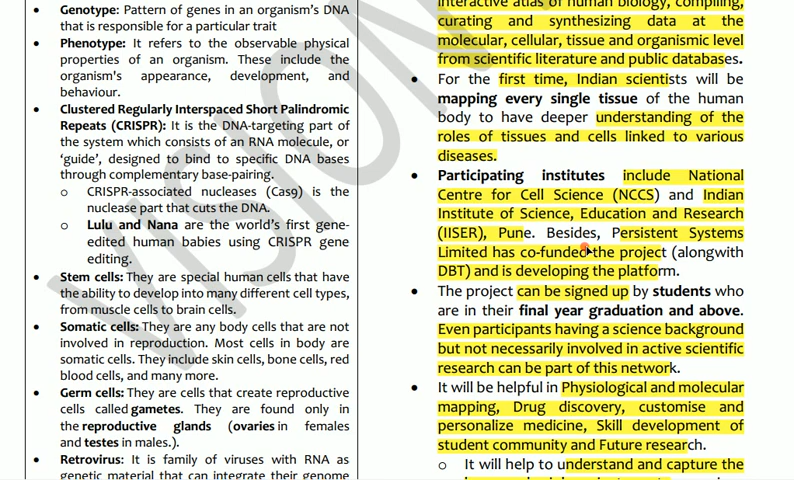 Genotype: Pattern of genes in an organism's DNA
that is responsible for a particular trait
Phenotype: It refers to the observable physical
properties of an organism. These include the
organism's appearance, development, and
behaviour.
Clustered Regularly Interspaced Short Palindromic
Repeats (CRISPR): It is the DNA-targeting part of
the system which consists of an RNA molecule, or
'guide', designed to bind to specific DNA bases
through complementary base-pairing.
o CRISPR-associated nucleases (Cas9) is the
nuclease part that cuts the DNA.
o Lulu and Nana are the world's first gene-
edited human babies using CRISPR gene
editing.
Stem cells: They are special human cells that have
the ability to develop into many different cell types,
from muscle cells to brain cells.
Somatic cells: They are any body cells that are not
involved in reproduction. Most cells in body are
somatic cells. They include skin cells, bone cells, red
blood cells, and many more.
Germ cells: They are cells that create reproductive
cells called gametes. They are found only in
the reproductive glands (ovaries in females
and testes in males.).
Retrovirus: It is family of viruses with RNA as
genetic material that can integrate their genome
interactive atlas of human biology, compiling,
curating and synthesizing data at the
molecular, cellular, tissue and organismic level
from scientific literature and public databases.
For the first time, Indian scientists will be
mapping every single tissue of the human
body to have deeper understanding of the
roles of tissues and cells linked to various
diseases.
Participating institutes include National
Centre for Cell Science (NCCS) and Indian
Institute of Science, Education and Research
(IISER), Pune. Besides, Persistent Systems
Limited has co-funded the project (alongwith
DBT) and is developing the platform.
The project can be signed up by students who
are in their final year graduation and above.
Even participants having a science background
but not necessarily involved in active scientific
research can be part of this network.
It will be helpful in Physiological and molecular
mapping, Drug discovery, customise and
personalize medicine, Skill development of
student community and Future research.
o It will help to understand and capture the
VISION